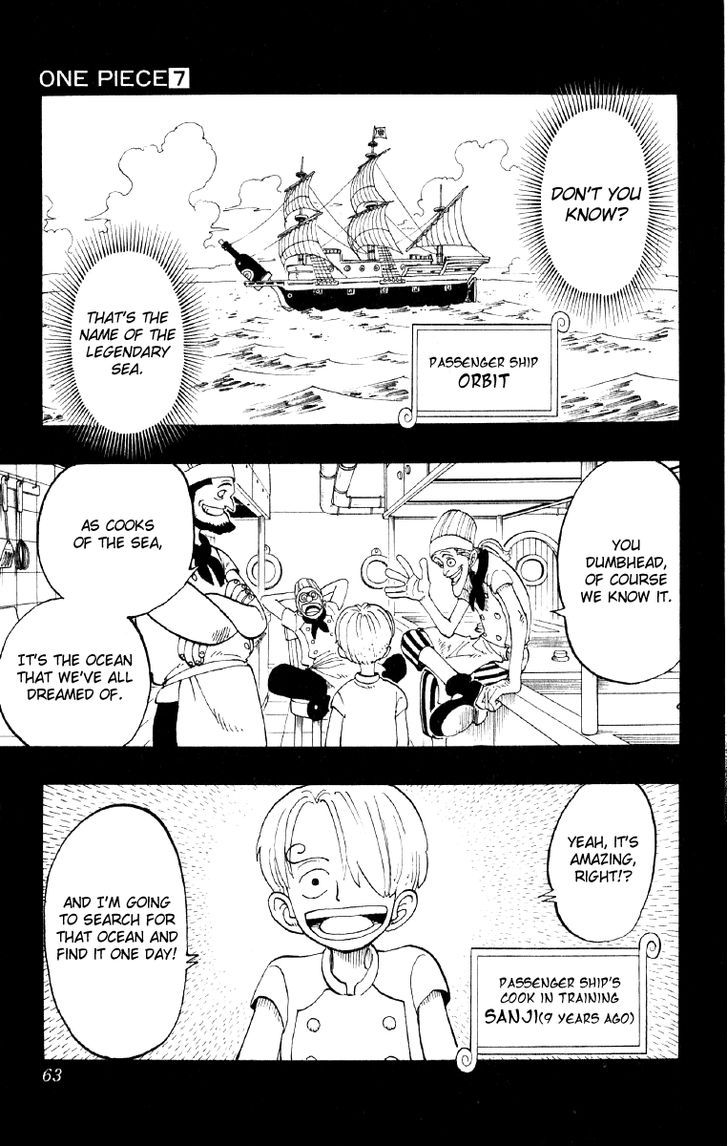 ONE PIECE 7
DON'T YOU
KNOW?
THAT'S THE
NAME OF THE
LEGENDARY
SEA.
PASSENGER SHIP
ORBIT
YOU
DUMBHEAD,
OF COURSE
WE KNOW IT.
AS COOKS
OF THE SEA,
IT'S THE OCEAN
THAT WE'VE ALL
DREAMED OF.
YEAH, IT'S
AMAZING,
RIGHT!?
AND I'M GOING
TO SEARCH FOR
THAT OCEAN AND
FIND IT ONE DAY!
PASSENGER SHIP'S
COOK IN TRAINING
SANJI(9 YEARS AGO)
63